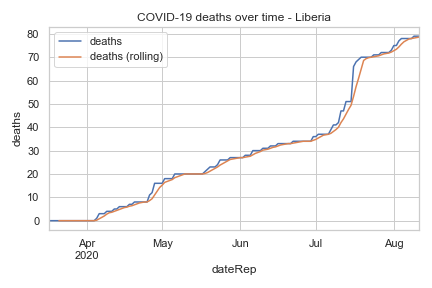 COVID-19 deaths over time - Liberia
deaths
deaths (rolling)
80
70
60
50
40
30
20
10
0
deaths
Apr
2020
May
Jun
Jul
Aug
dateRep